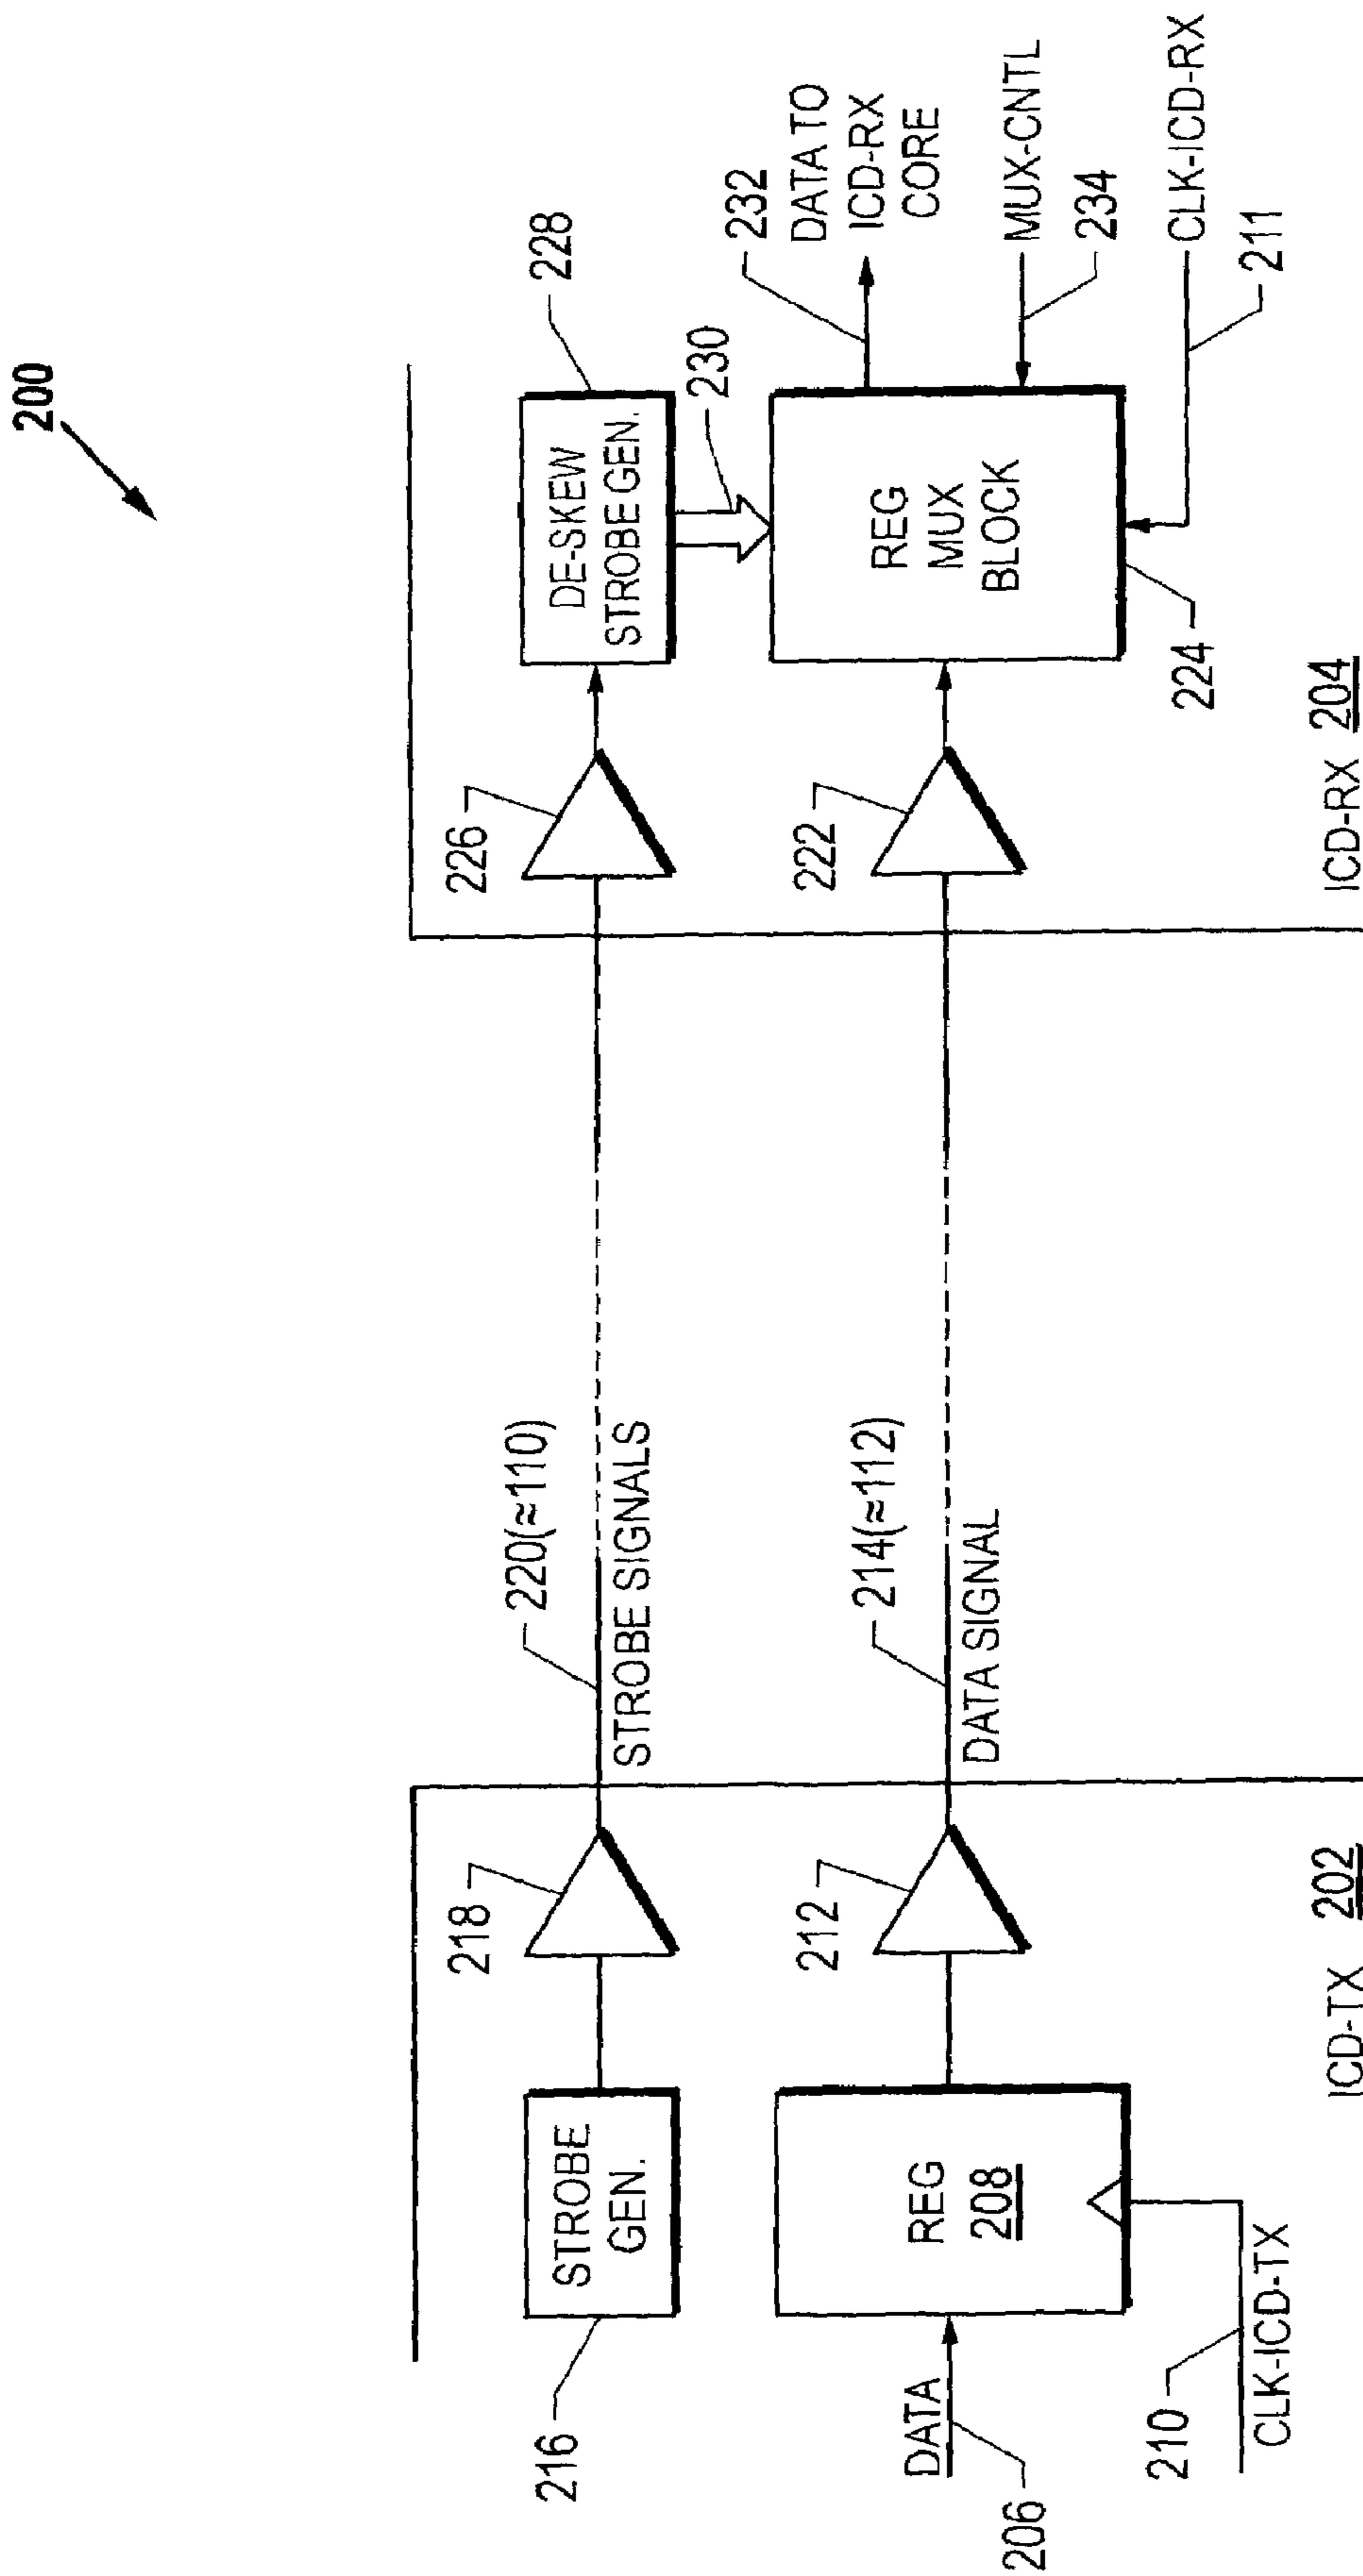 200
218
STROBE
GEN.
216
220(≈110)
STROBE SIGNALS
226
DE-SKEW
STROBE GEN.
228
230
DATA
206
REG
208
212
214(≈112)
DATA SIGNAL
222
REG
MUX
BLOCK
224
232
DATA TO
ICD-RX
CORE
MUX-CNTL
234
CLK-ICD-RX
211
210
CLK-ICD-TX
ICD-TX 202
ICD-RX 204